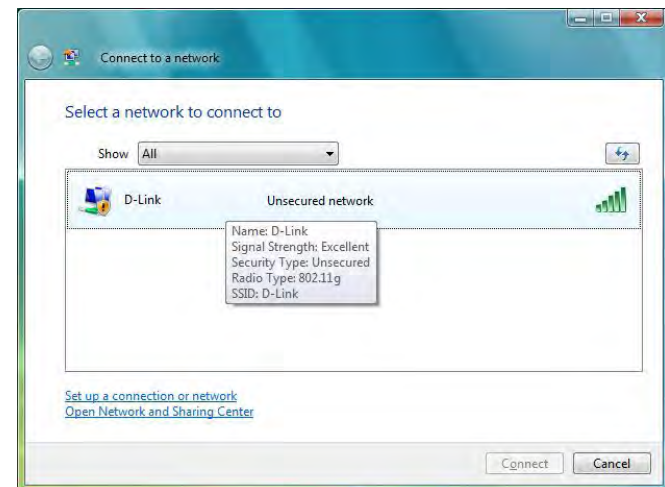 Connect to a network
Select a network to connect to
Show All
D-Link Unsecured network
Name: D-Link
Signal Strength: Excellent
Security Type: Unsecured
Radio Type: 802.11g
SSID: D-Link
Set up a connection or network
Open Network and Sharing Center
Connect Cancel